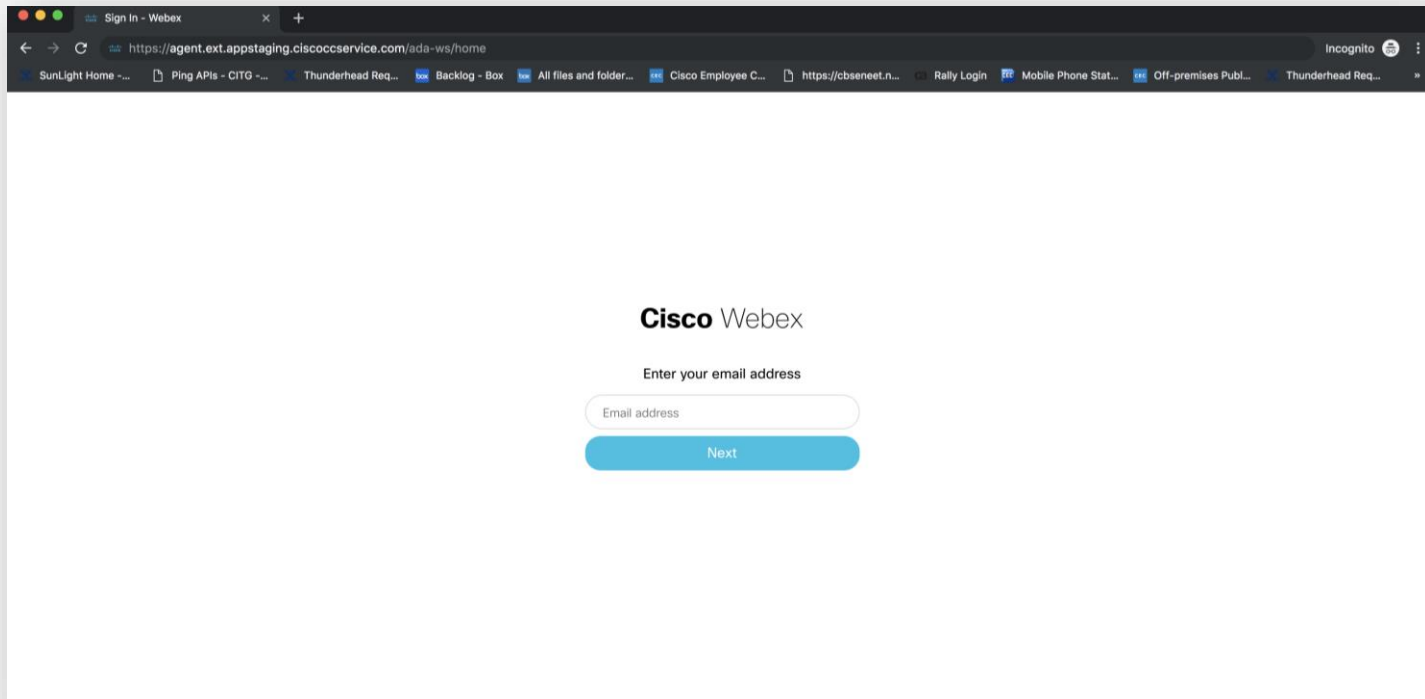 Sign In - Webex
https://agent.ext.appstaging.ciscoccservice.com/ada-ws/home
Incognito
SunLight Home -... Ping APIs - CITG -... Thunderhead Req... box Backlog - Box box All files and folder... Cisco Employee C... https://cbseneet.n... Rally Login Mobile Phone Stat... Off-premises Publ... Thunderhead Req... »
Cisco Webex
Enter your email address
Email address
Next